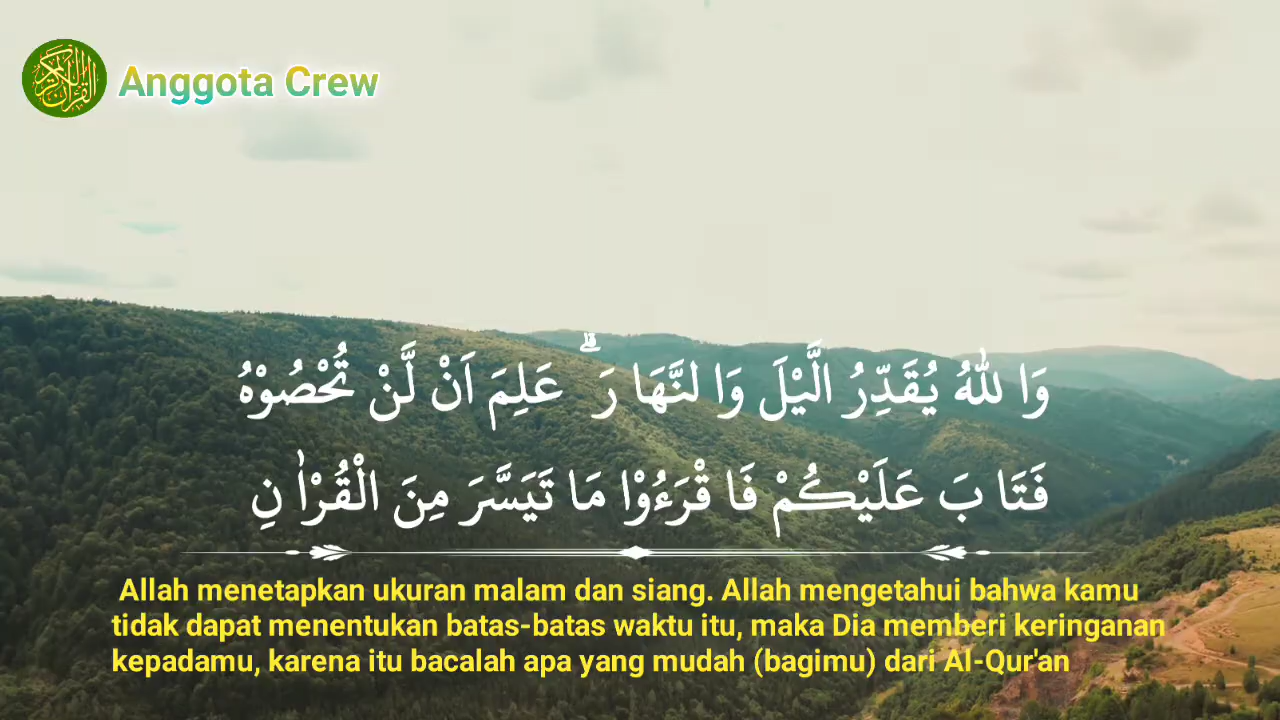 Anggota Crew
وَا للّٰهُ يُقَدِّرُ الَّيْلَ وَا لنَّهَا رَ ۗ عَلِمَ اَنْ لَّنْ تُحْصُوْهُ
فَتَا بَ عَلَيْكُمْ فَا قْرَءُوْا مَا تَيَسَّرَ مِنَ الْقُرْاٰ نِ
Allah menetapkan ukuran malam dan siang. Allah mengetahui bahwa kamu
tidak dapat menentukan batas-batas waktu itu, maka Dia memberi keringanan
kepadamu, karena itu bacalah apa yang mudah (bagimu) dari Al-Qur'an